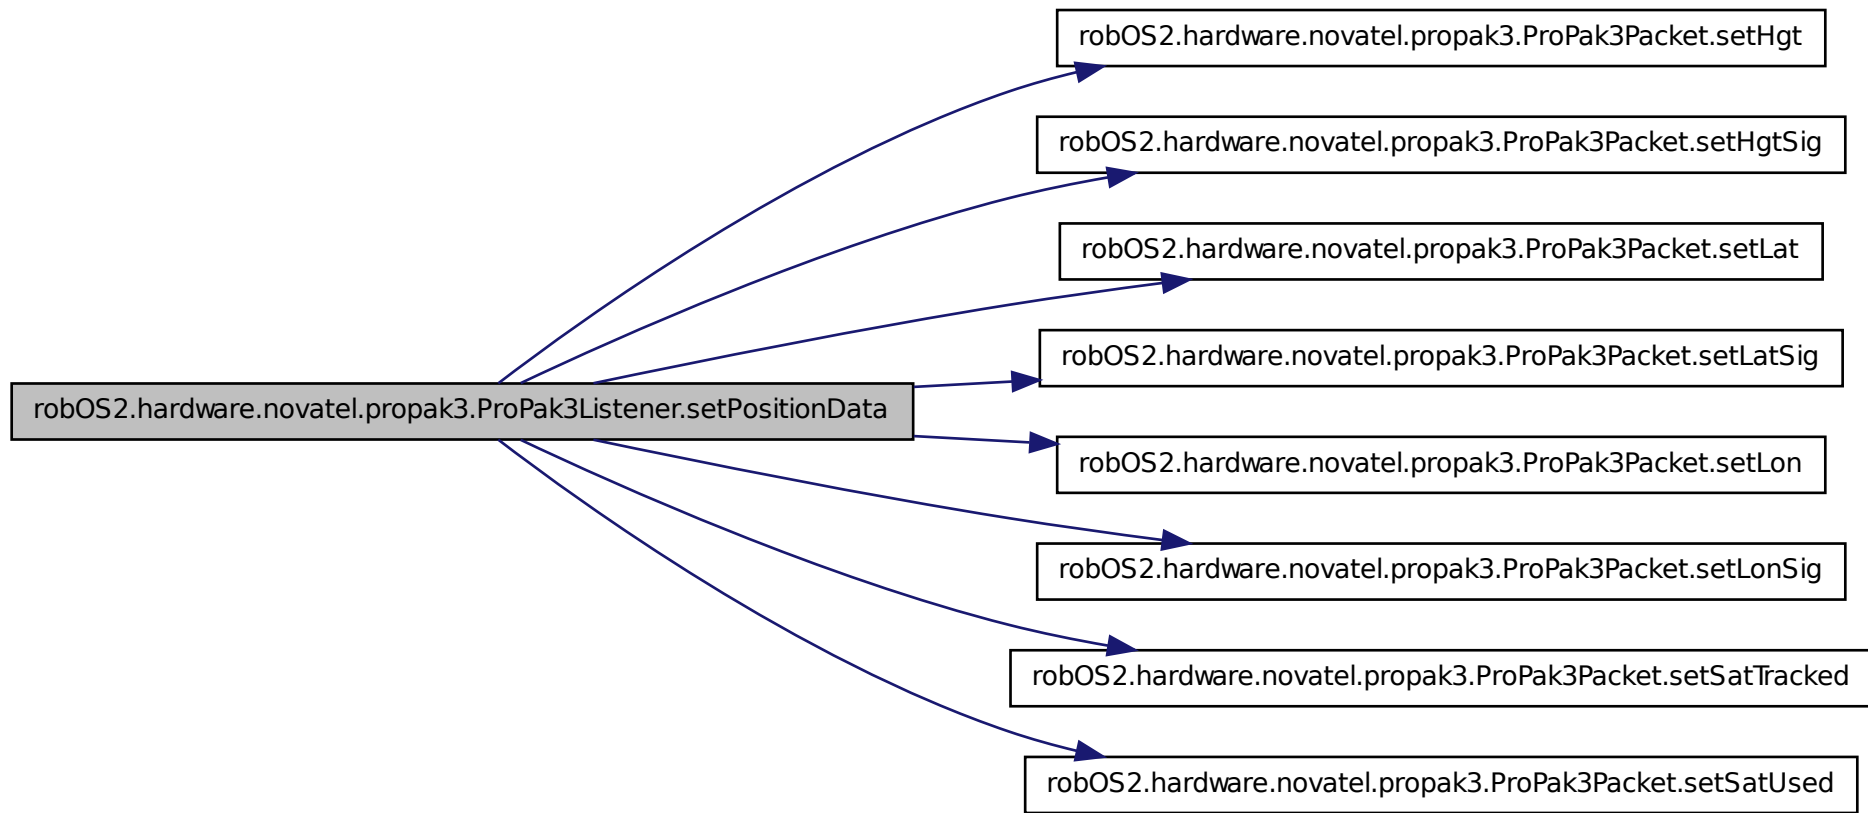 robOS2.hardware.novatel.propak3.ProPak3Packet.setHgt
robOS2.hardware.novatel.propak3.ProPak3Packet.setHgtSig
robOS2.hardware.novatel.propak3.ProPak3Packet.setLat
robOS2.hardware.novatel.propak3.ProPak3Packet.setLatSig
robOS2.hardware.novatel.propak3.ProPak3Listener.setPositionData
robOS2.hardware.novatel.propak3.ProPak3Packet.setLon
robOS2.hardware.novatel.propak3.ProPak3Packet.setLonSig
robOS2.hardware.novatel.propak3.ProPak3Packet.setSatTracked
robOS2.hardware.novatel.propak3.ProPak3Packet.setSatUsed